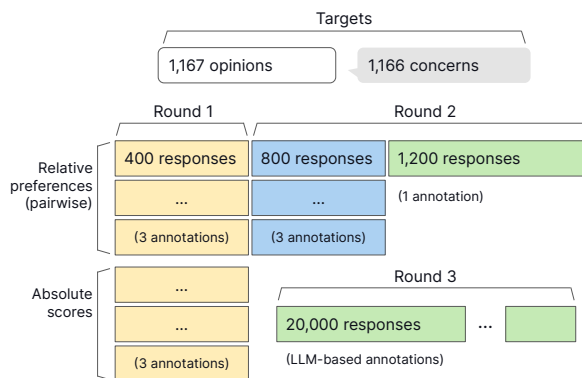 Targets
1,167 opinions
1,166 concerns
Round 1
Round 2
Relative
preferences
(pairwise)
400 responses
800 responses
1,200 responses
...
...
(1 annotation)
(3 annotations)
(3 annotations)
Absolute
scores
...
...
(3 annotations)
Round 3
20,000 responses
...
(LLM-based annotations)